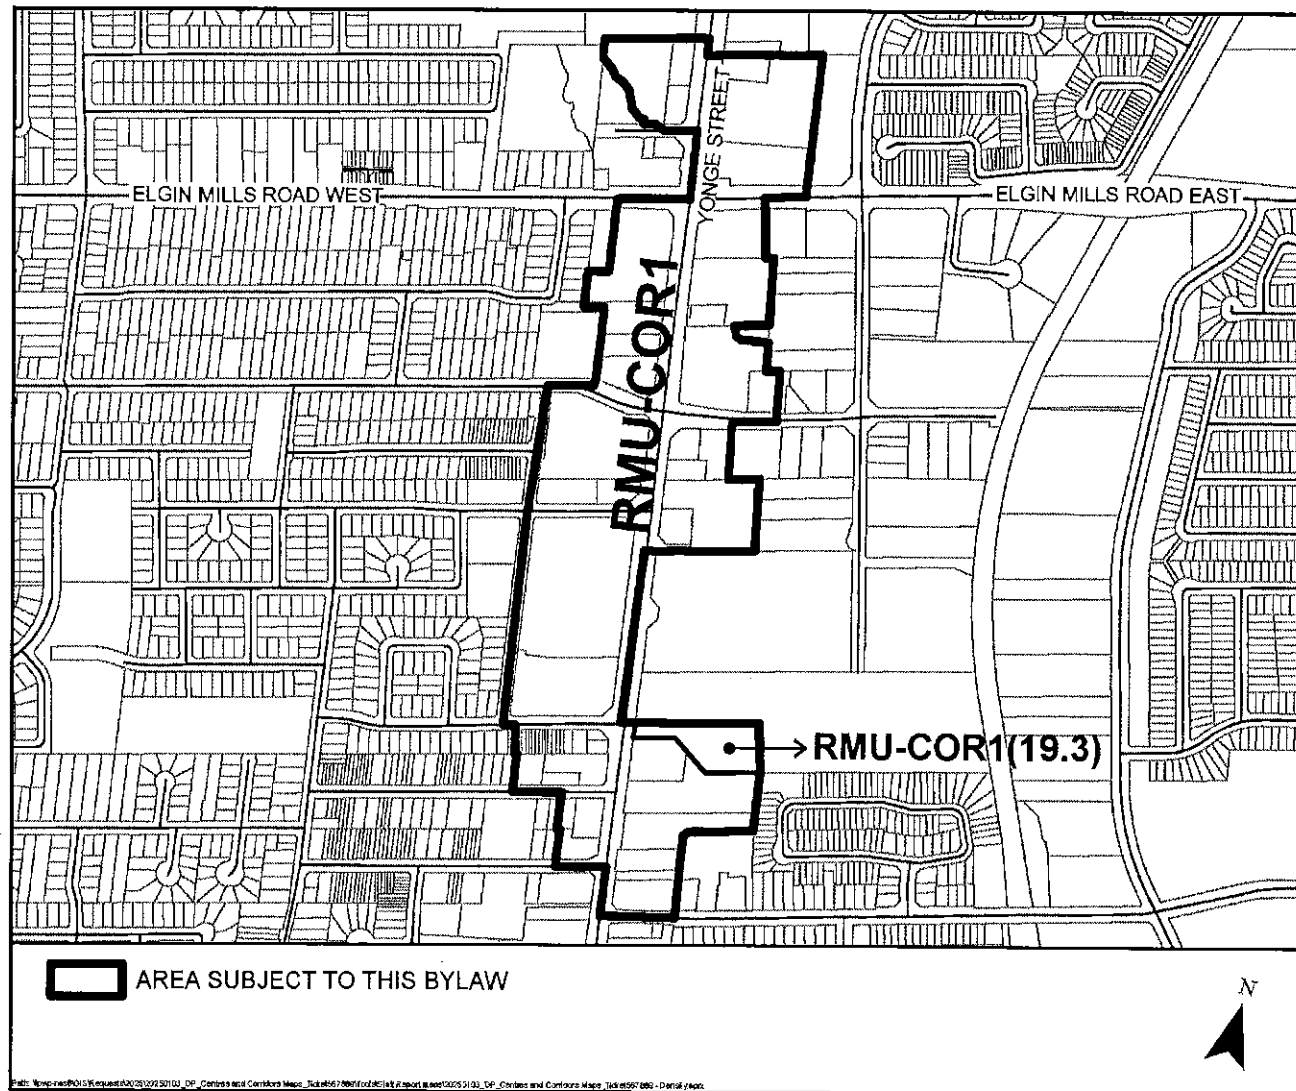 YONGE STREET
ELGIN MILLS ROAD WEST
ELGIN MILLS ROAD EAST
RMU-COR1
RMU-COR1(19.3)
AREA SUBJECT TO THIS BYLAW
N